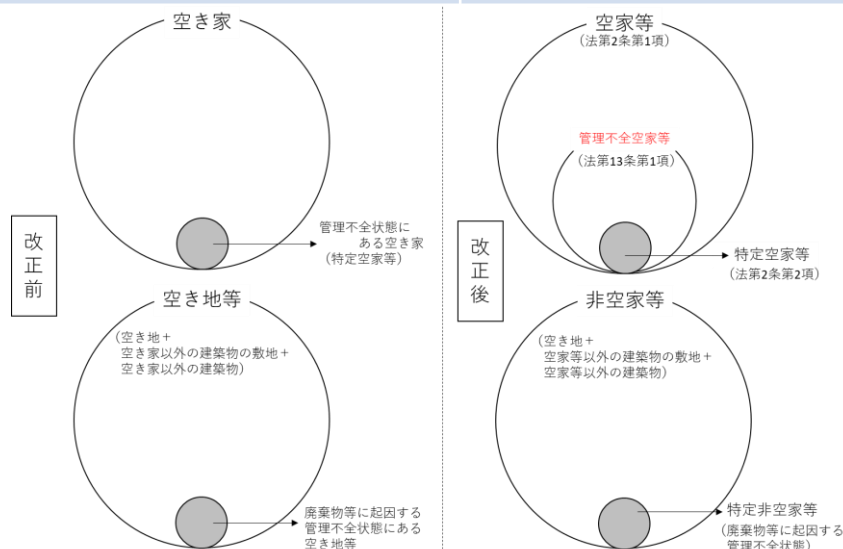 空き家
管理不全状態に
ある空き家
（特定空家等）
改正前
空き地等
（空き地＋
空き家以外の建築物の敷地＋
空き家以外の建築物）
廃棄物等に起因する
管理不全状態にある
空き地等
空家等
（法第2条第1項）
管理不全空家等
（法第13条第1項）
特定空家等
（法第2条第2項）
改正後
非空家等
（空き地＋
空家等以外の建築物の敷地＋
空家等以外の建築物）
特定非空家等
（廃棄物等に起因する
管理不全状態）